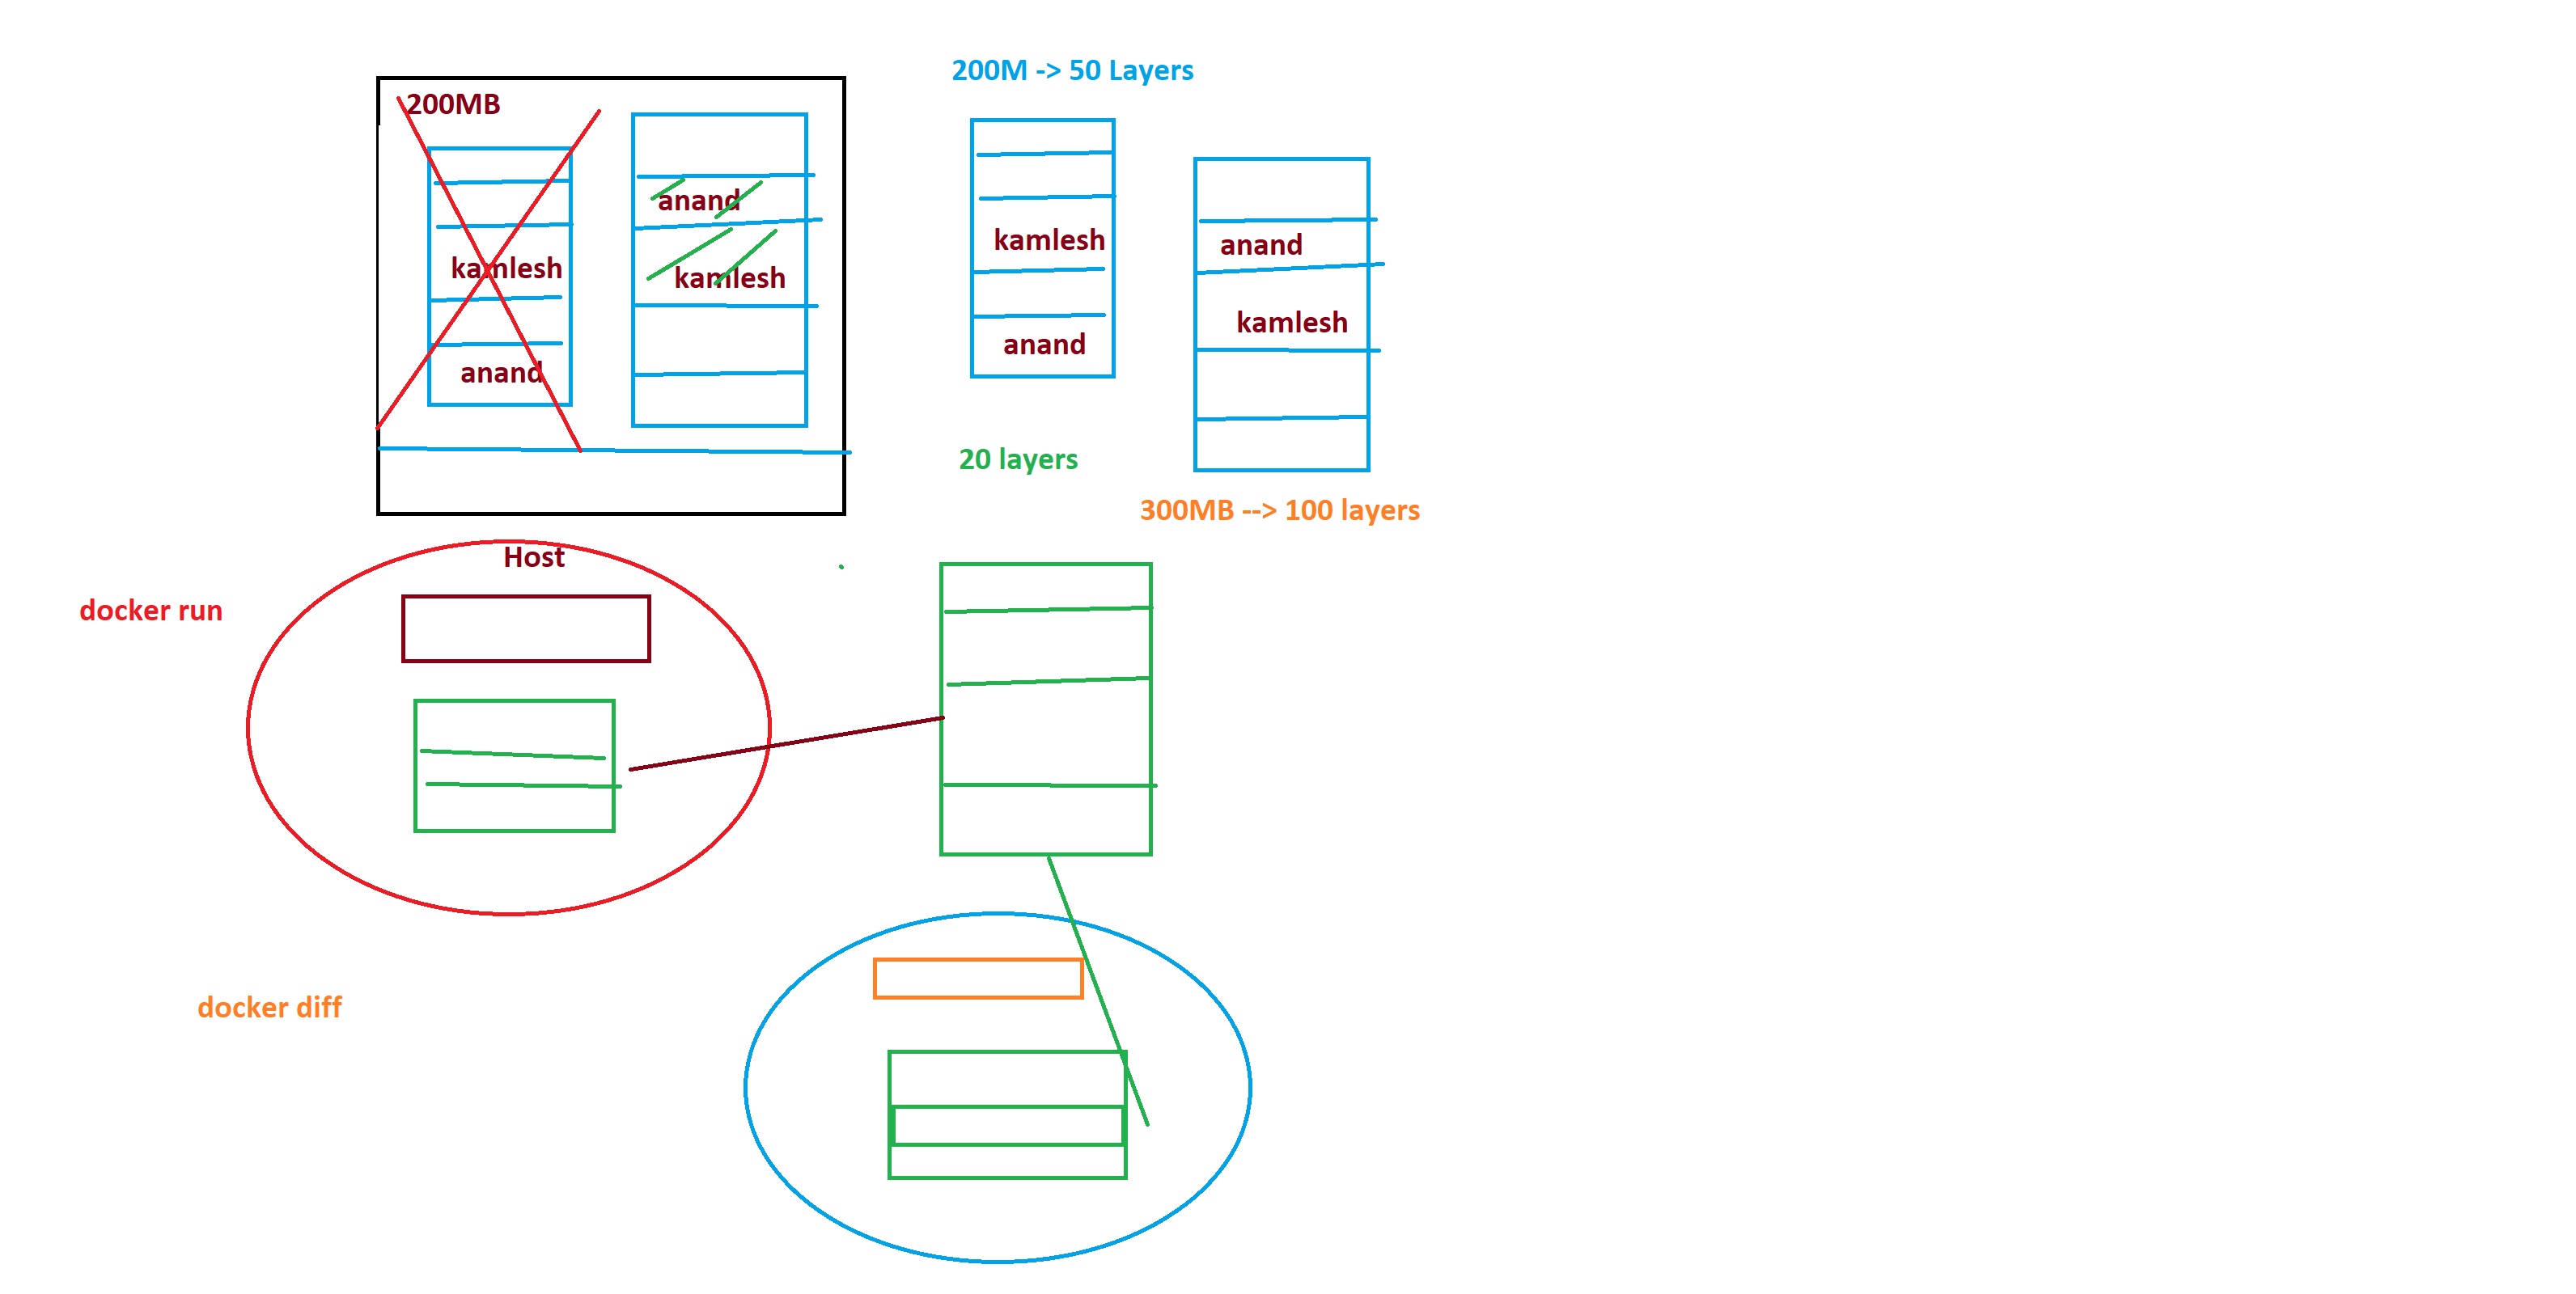 200M -> 50 Layers
200MB
anand
kamlesh
kamlesh
anand
kamlesh
anand
anand
kamlesh
20 layers
300MB --> 100 layers
Host
docker run
docker diff